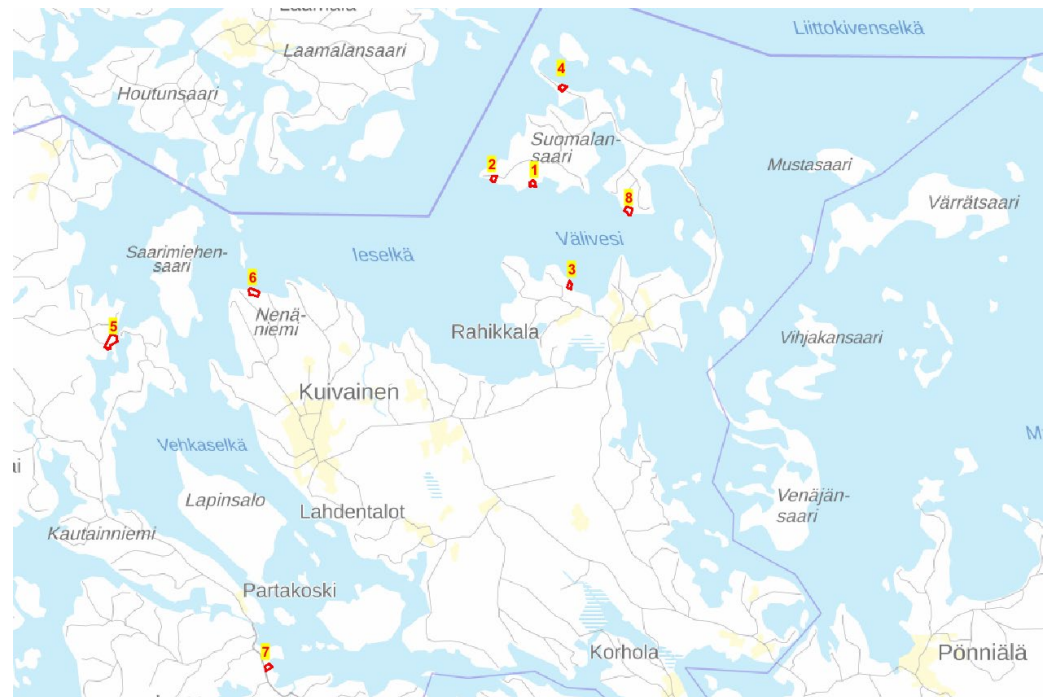 Liittokivenselkä
Laamalansaari
Houtunsaari
4
Suomalan-
saari
2
1
8
Mustasaari
Värrätsaari
Saarimiehen-
saari
Ieselkä
Välivesi
3
6
Nenä-
niemi
5
Rahikkala
Vihjakansaari
Kuivainen
Vehkaselkä
Lapinsalo
Lahdentalot
Venäjän-
saari
Kautainniemi
Partakoski
7
Korhola
Pönniälä